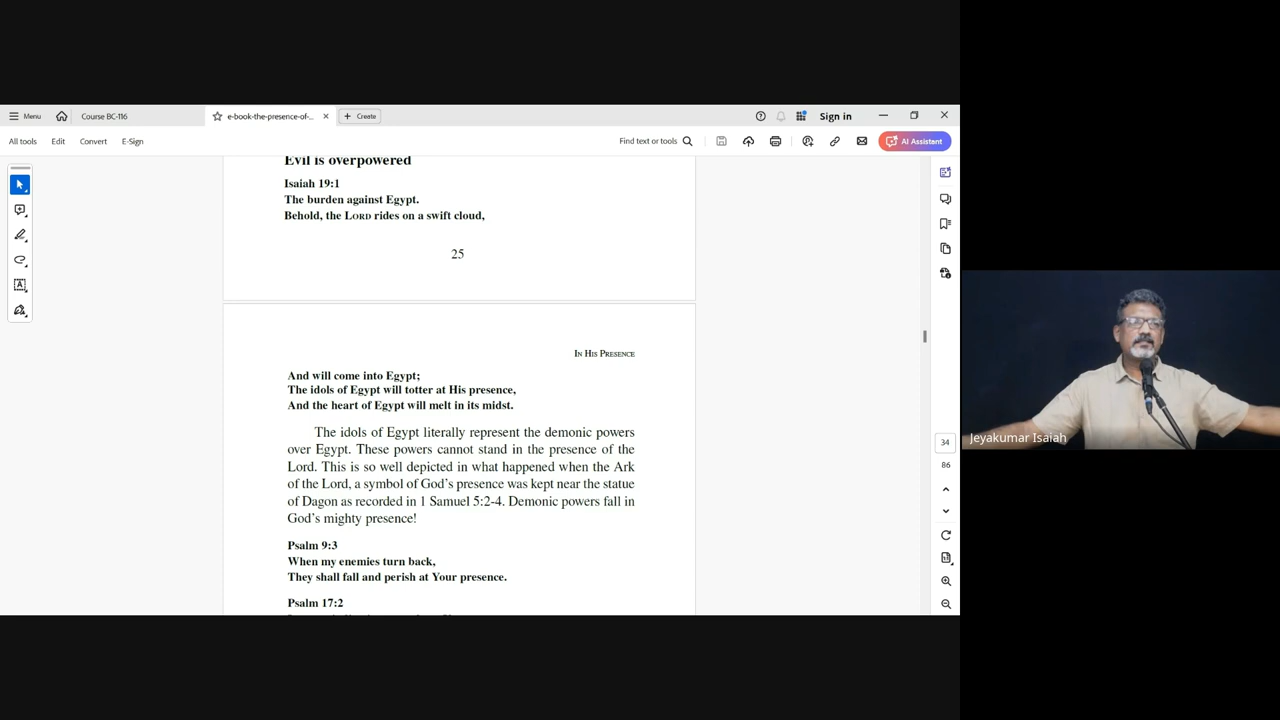 Menu
Course BC-116
e-book-the-presence-of-...
Create
Sign in
All tools
Edit
Convert
E-Sign
Find text or tools
AI Assistant
Evil is overpowered
Isaiah 19:1
The burden against Egypt.
Behold, the LORD rides on a swift cloud,
25
IN HIS PRESENCE
And will come into Egypt;
The idols of Egypt will totter at His presence,
And the heart of Egypt will melt in its midst.
The idols of Egypt literally represent the demonic powers
over Egypt. These powers cannot stand in the presence of the
Lord. This is so well depicted in what happened when the Ark
of the Lord, a symbol of God's presence was kept near the statue
of Dagon as recorded in 1 Samuel 5:2-4. Demonic powers fall in
God's mighty presence!
Psalm 9:3
When my enemies turn back,
They shall fall and perish at Your presence.
Psalm 17:2
34
86
Jeyakumar Isaiah